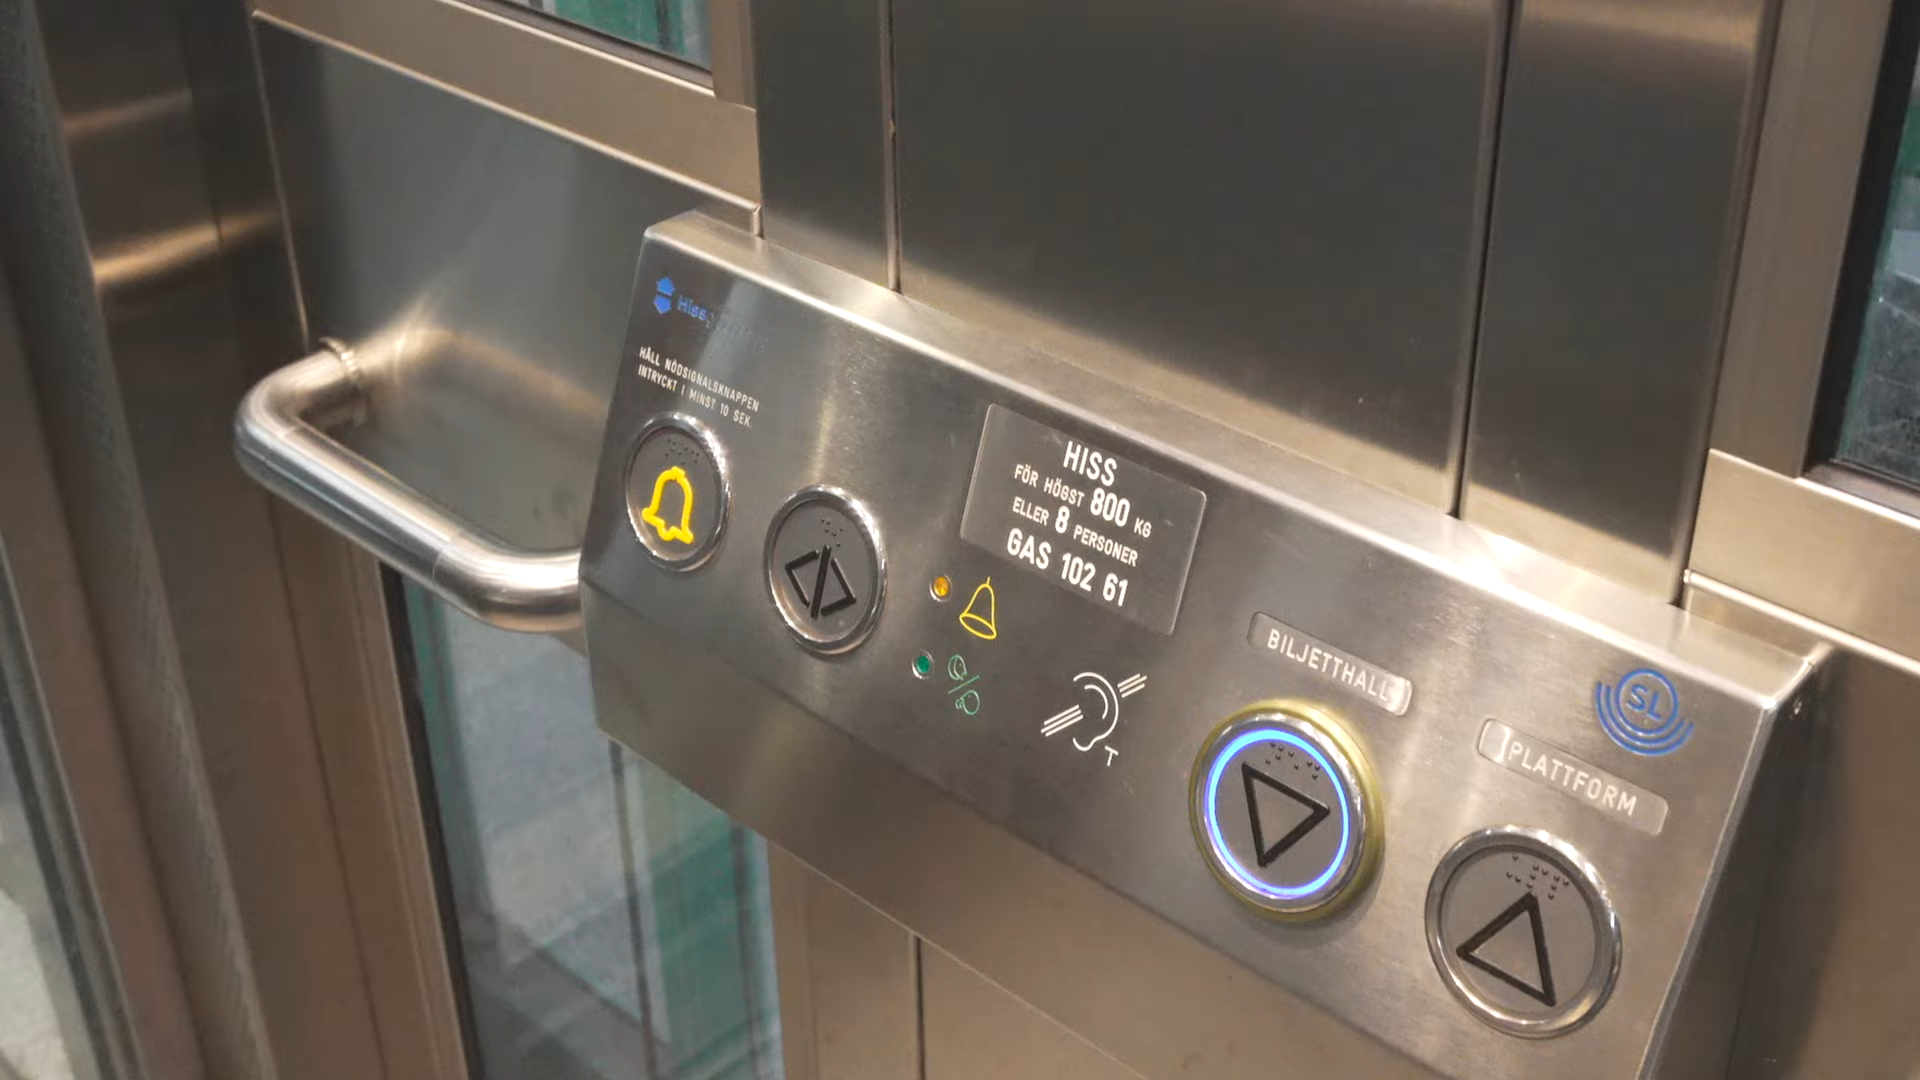 HÅLL NÖDSIGNALSKNAPPEN
INTRYCKT I MINST 10 SEK.
HISS
FÖR HÖGST 800 KG
ELLER 8 PERSONER
GAS 102 61
T
BILJETTHALL
SL
PLATTFORM